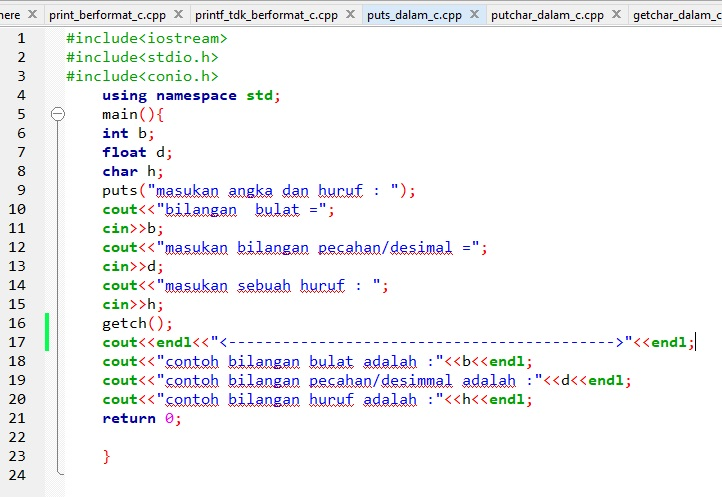 here print_berformat_c.cpp printf_tdk_berformat_c.cpp puts_dalam_c.cpp putchar_dalam_c.cpp getchar_dalam_c
1 #include<iostream>
2 #include<stdio.h>
3 #include<conio.h>
4 using namespace std;
5 main(){
6 int b;
7 float d;
8 char h;
9 puts("masukan angka dan huruf : ");
10 cout<<"bilangan  bulat =";
11 cin>>b;
12 cout<<"masukan bilangan pecahan/desimal =";
13 cin>>d;
14 cout<<"masukan sebuah huruf : ";
15 cin>>h;
16 getch();
17 cout<<endl<<"<------------------------------------------->"<<endl;
18 cout<<"contoh bilangan bulat adalah :"<<b<<endl;
19 cout<<"contoh bilangan pecahan/desimmal adalah :"<<d<<endl;
20 cout<<"contoh bilangan huruf adalah :"<<h<<endl;
21 return 0;
22
23 }
24